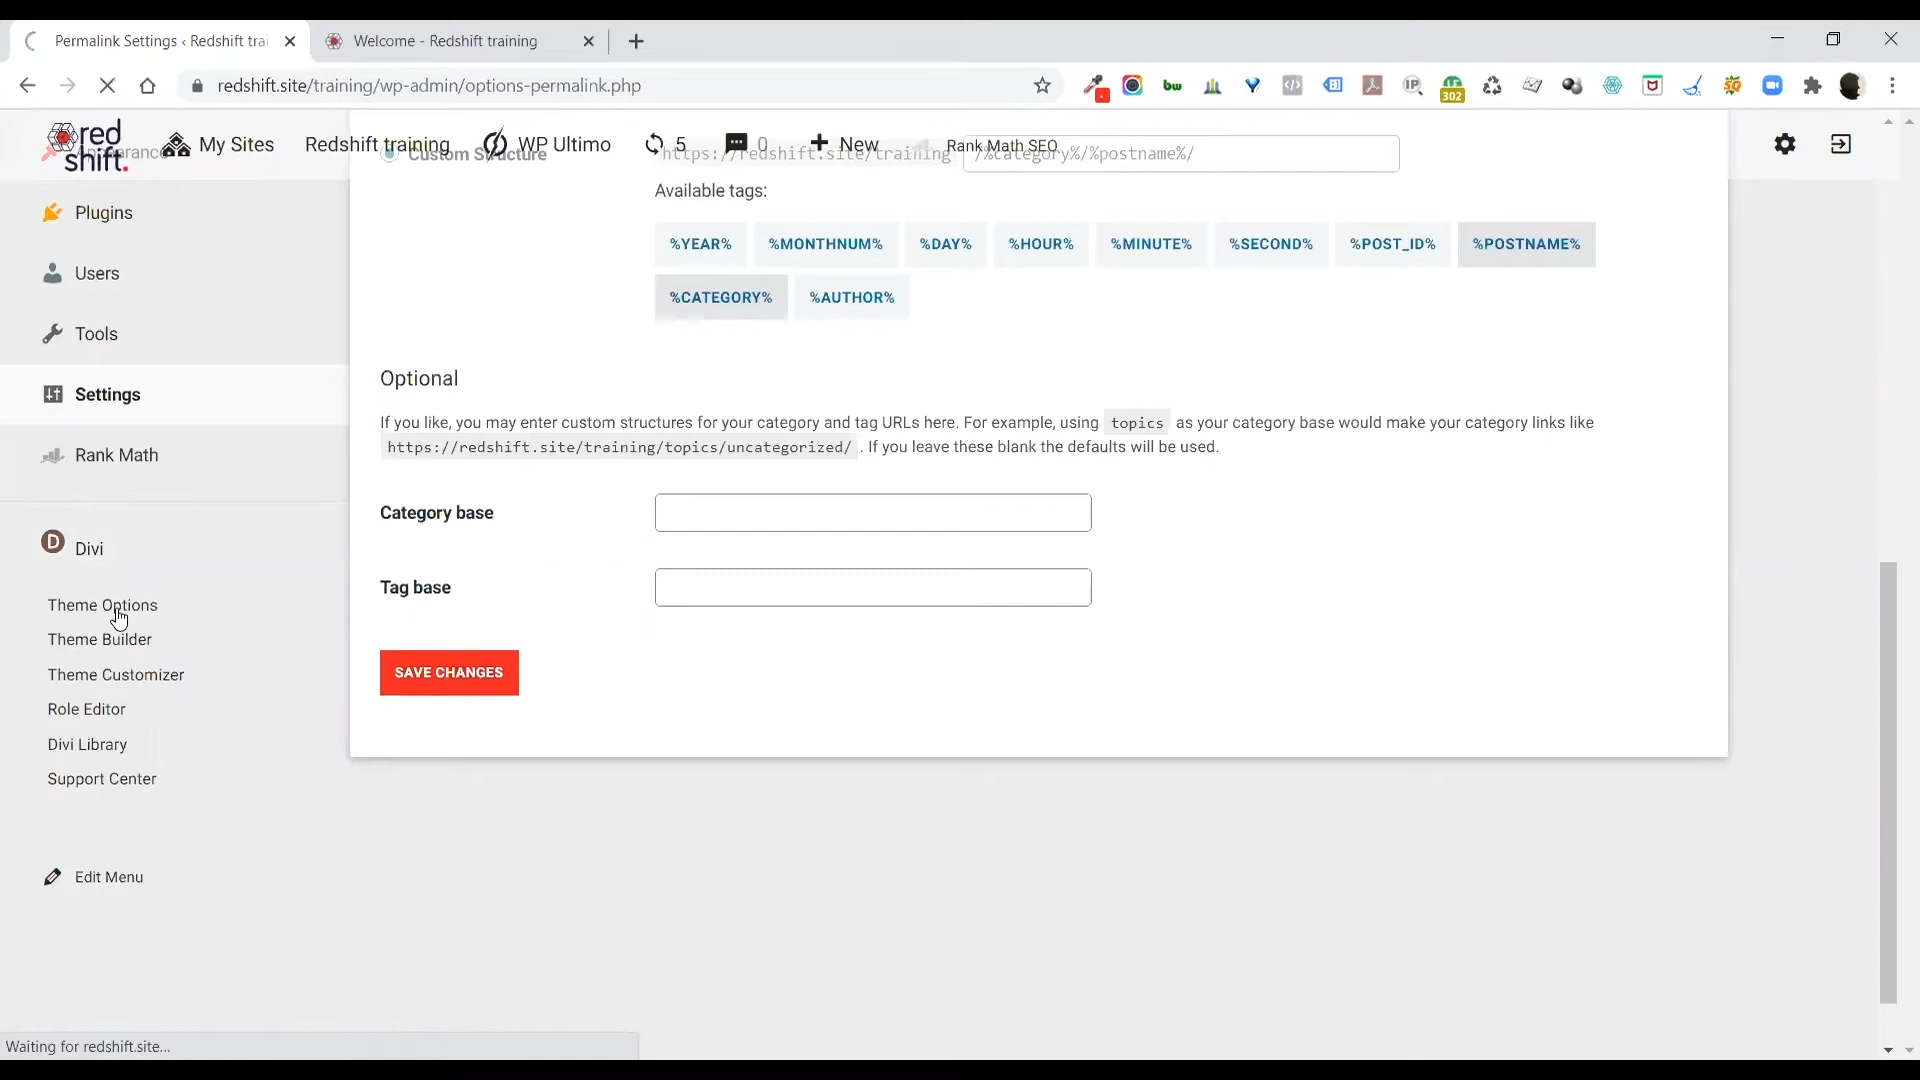 Permalink Settings ‹ Redshift trai
Welcome - Redshift training
redshift.site/training/wp-admin/options-permalink.php
302
red shift.
Appearance
My Sites
Redshift training
WP Ultimo
5
0
New
Rank Math SEO
Custom Structure
https://redshift.site/training
/%category%/%postname%/
Available tags:
%YEAR%
%MONTHNUM%
%DAY%
%HOUR%
%MINUTE%
%SECOND%
%POST_ID%
%POSTNAME%
%CATEGORY%
%AUTHOR%
Plugins
Users
Tools
Settings
Rank Math
Divi
Theme Options
Theme Builder
Theme Customizer
Role Editor
Divi Library
Support Center
Edit Menu
Optional
If you like, you may enter custom structures for your category and tag URLs here. For example, using topics as your category base would make your category links like
https://redshift.site/training/topics/uncategorized/ . If you leave these blank the defaults will be used.
Category base
Tag base
SAVE CHANGES
Waiting for redshift.site...